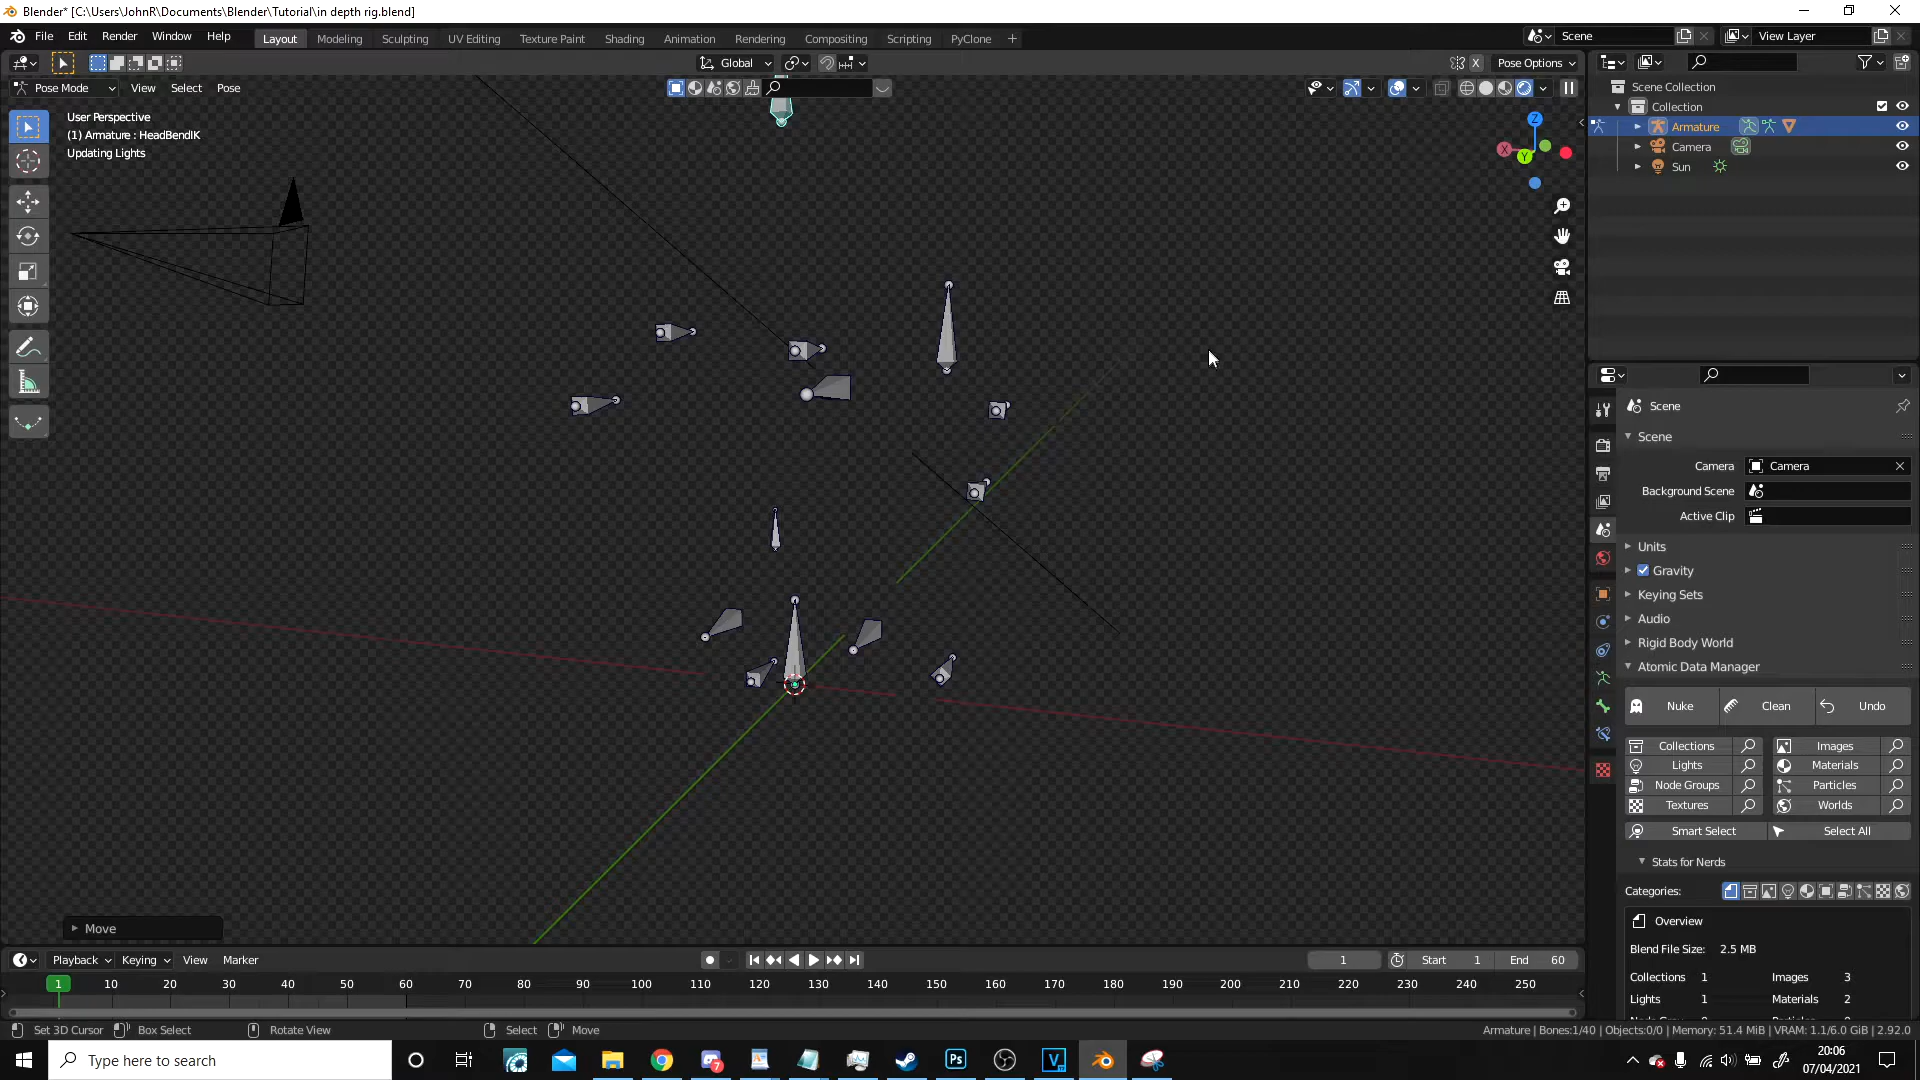 Blender* [C:\Users\JohnR\Documents\Blender\Tutorial\in depth rig.blend]
File Edit Render Window Help Layout Modeling Sculpting UV Editing Texture Paint Shading Animation Rendering Compositing Scripting PyClone + Scene View Layer
Global X Pose Options
Pose Mode View Select Pose
User Perspective
(1) Armature : HeadBendIK
Updating Lights
Z
X
Y
Scene Collection
Collection
Armature
Camera
Sun
Scene
Scene
Camera Camera
Background Scene
Active Clip
Units
Gravity
Keying Sets
Audio
Rigid Body World
Atomic Data Manager
Nuke Clean Undo
Collections Images
Lights Materials
Node Groups Particles
Textures Worlds
Smart Select Select All
Stats for Nerds
Categories:
Overview
Blend File Size: 2.5 MB
Collections 1 Images 3
Lights 1 Materials 2
Move
Playback Keying View Marker 1 Start 1 End 60
1 10 20 30 40 50 60 70 80 90 100 110 120 130 140 150 160 170 180 190 200 210 220 230 240 250
Set 3D Cursor Box Select Rotate View Select Move Armature | Bones:1/40 | Objects:0/0 | Memory: 51.4 MiB | VRAM: 1.1/6.0 GiB | 2.92.0
Type here to search 7 Ps V 20:06
07/04/2021